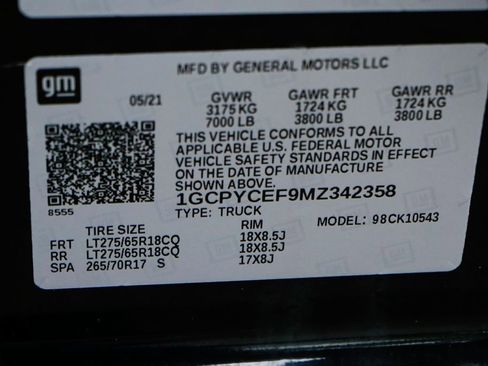 gm
MFD BY GENERAL MOTORS LLC
05/21 GVWR GAWR FRT GAWR RR
3175 KG 1724 KG 1724 KG
7000 LB 3800 LB 3800 LB
THIS VEHICLE CONFORMS TO ALL
APPLICABLE U.S. FEDERAL MOTOR
VEHICLE SAFETY STANDARDS IN EFFECT
ON THE DATE OF MANUFACTURE
SHOWN ABOVE.
8555
1GCPYCEF9MZ342358
TYPE: TRUCK MODEL: 98CK10543
TIRE SIZE RIM
FRT LT275/65R18CQ 18X8.5J
RR LT275/65R18CQ 18X8.5J
SPA 265/70R17 S 17X8J